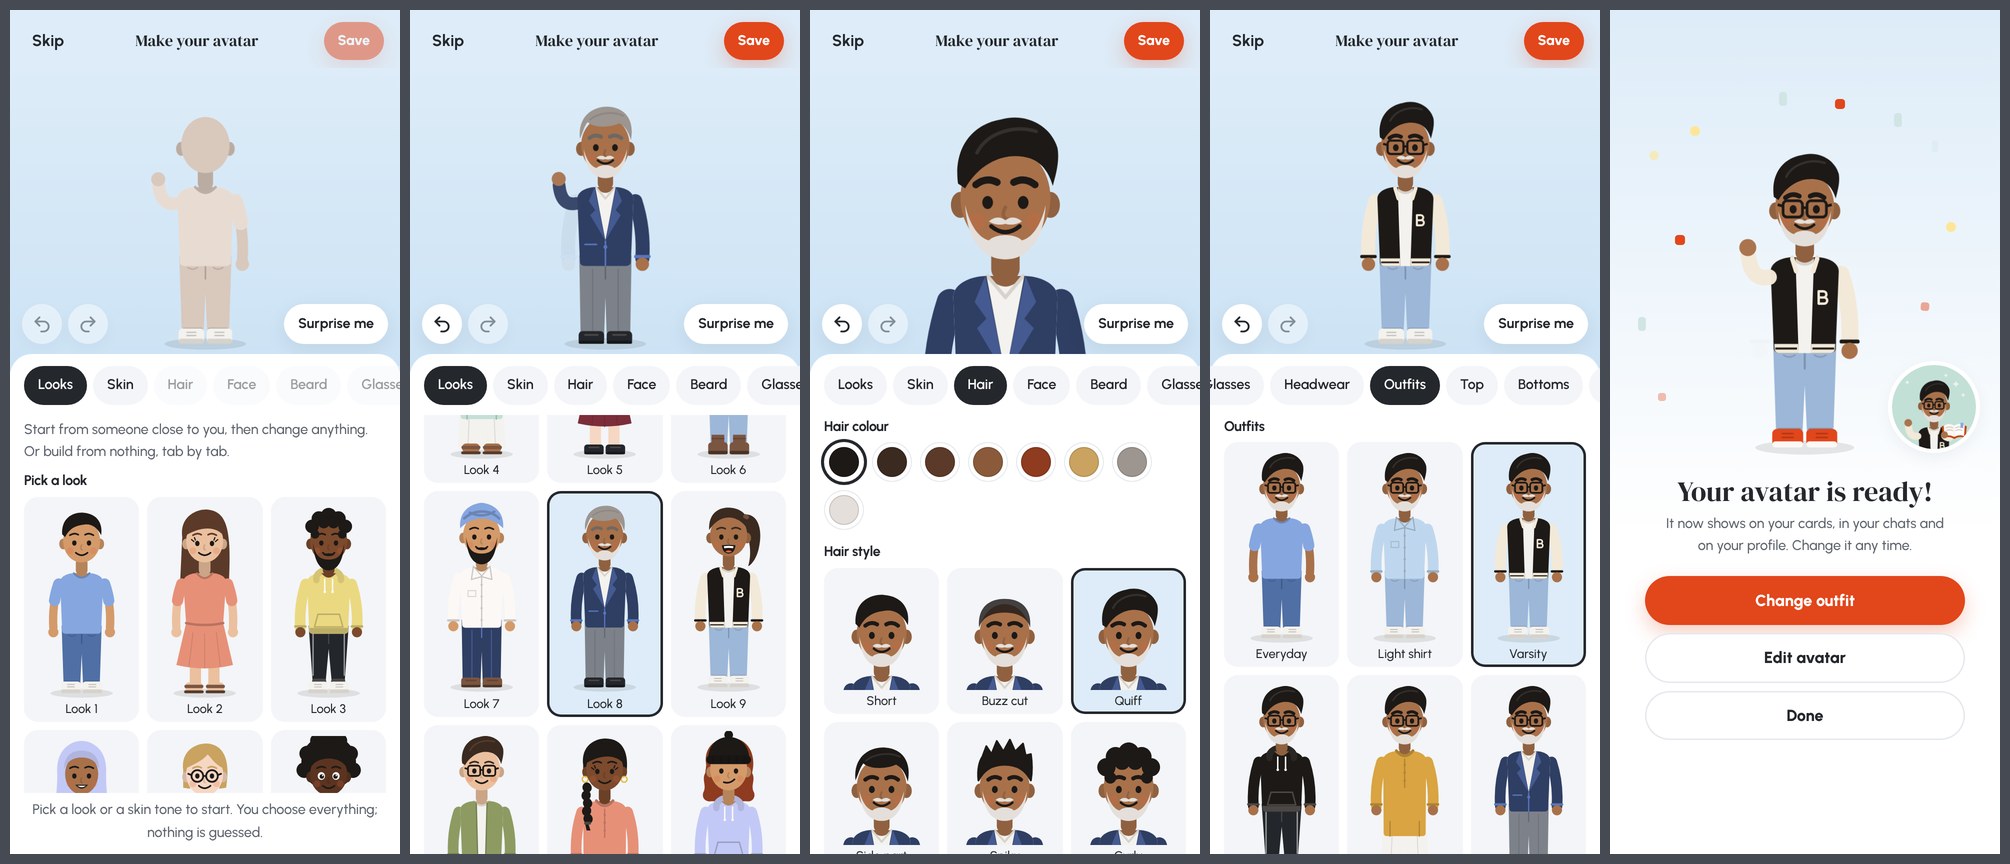 Skip
Make your avatar
Save
Surprise me
Looks
Skin
Hair
Face
Beard
Glasse
Start from someone close to you, then change anything.
Or build from nothing, tab by tab.
Pick a look
Look 1
Look 2
Look 3
Pick a look or a skin tone to start. You choose everything;
nothing is guessed.
Skip
Make your avatar
Save
Surprise me
Looks
Skin
Hair
Face
Beard
Glasse
Look 4
Look 5
Look 6
B
Look 7
Look 8
Look 9
Skip
Make your avatar
Save
Surprise me
Looks
Skin
Hair
Face
Beard
Glasse
Hair colour
Hair style
Short
Buzz cut
Quiff
Skip
Make your avatar
Save
B
Surprise me
Glasses
Headwear
Outfits
Top
Bottoms
Outfits
B
Everyday
Light shirt
Varsity
B
Your avatar is ready!
It now shows on your cards, in your chats and
on your profile. Change it any time.
Change outfit
Edit avatar
Done